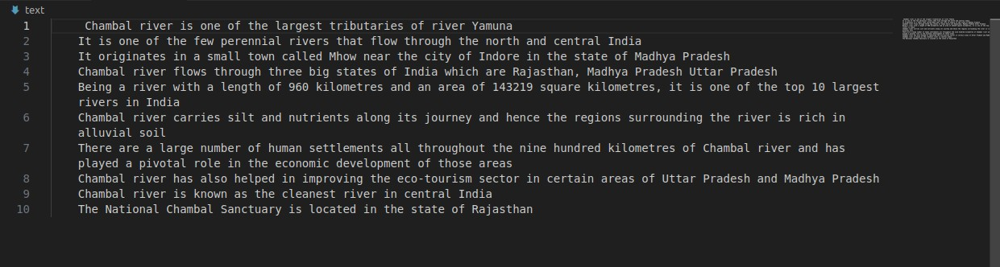 text
1 Chambal river is one of the largest tributaries of river Yamuna
2 It is one of the few perennial rivers that flow through the north and central India
3 It originates in a small town called Mhow near the city of Indore in the state of Madhya Pradesh
4 Chambal river flows through three big states of India which are Rajasthan, Madhya Pradesh Uttar Pradesh
5 Being a river with a length of 960 kilometres and an area of 143219 square kilometres, it is one of the top 10 largest
rivers in India
6 Chambal river carries silt and nutrients along its journey and hence the regions surrounding the river is rich in
alluvial soil
7 There are a large number of human settlements all throughout the nine hundred kilometres of Chambal river and has
played a pivotal role in the economic development of those areas
8 Chambal river has also helped in improving the eco-tourism sector in certain areas of Uttar Pradesh and Madhya Pradesh
9 Chambal river is known as the cleanest river in central India
10 The National Chambal Sanctuary is located in the state of Rajasthan